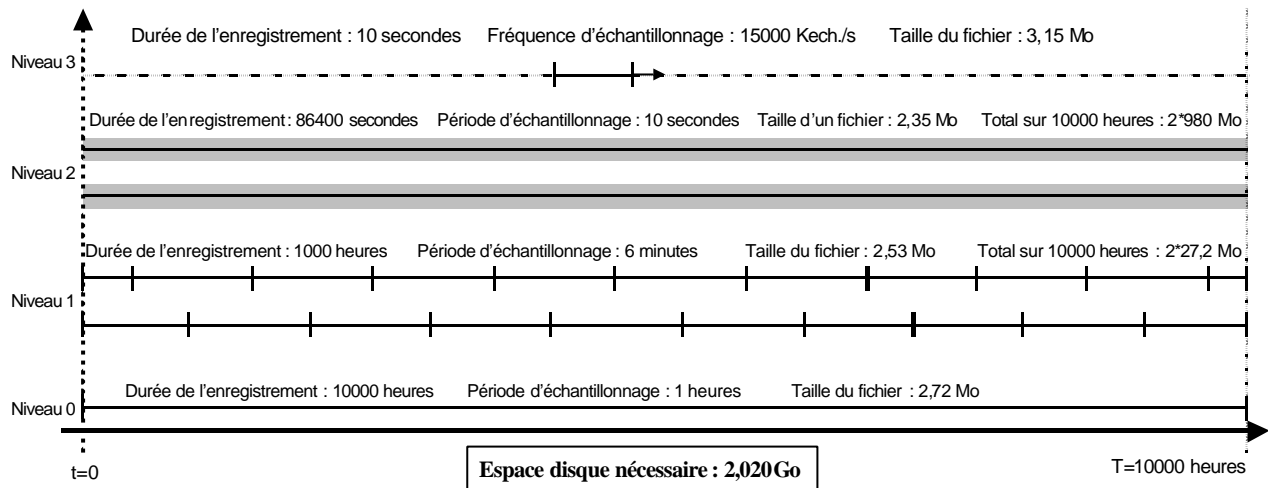 Durée de l'enregistrement : 10 secondes Fréquence d'échantillonnage : 15000 Kech./s Taille du fichier : 3,15 Mo
Niveau 3
Durée de l'enregistrement : 86400 secondes Période d'échantillonnage : 10 secondes Taille d'un fichier : 2,35 Mo Total sur 10000 heures : 2*980 Mo
Niveau 2
Durée de l'enregistrement : 1000 heures Période d'échantillonnage : 6 minutes Taille du fichier : 2,53 Mo Total sur 10000 heures : 2*27,2 Mo
Niveau 1
Durée de l'enregistrement : 10000 heures Période d'échantillonnage : 1 heures Taille du fichier : 2,72 Mo
Niveau 0
t=0 Espace disque nécessaire : 2,020Go T=10000 heures